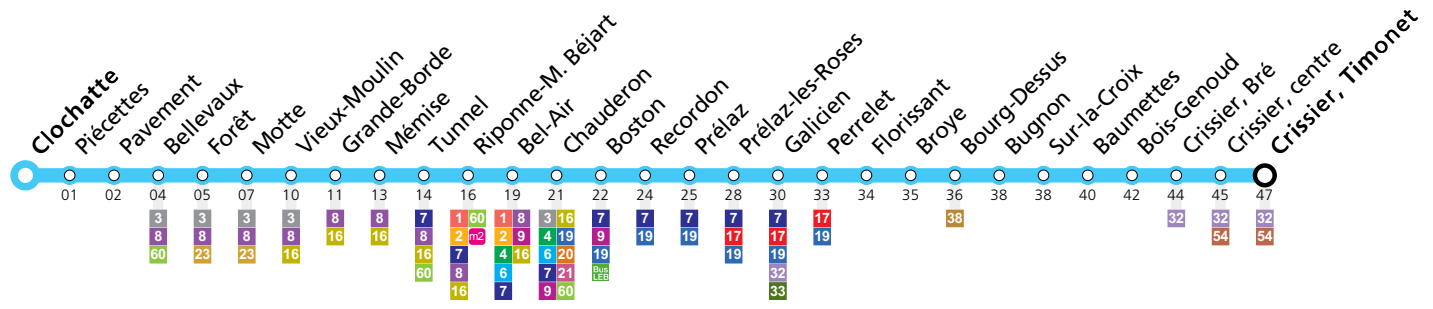 Clochatte
Piécettes
Pavement
Bellevaux
Forêt
Motte
Vieux-Moulin
Grande-Borde
Mémise
Tunnel
Riponne-M. Béjart
Bel-Air
Chauderon
Boston
Recordon
Prélaz
Prélaz-les-Roses
Galicien
Perrelet
Florissant
Broye
Bourg-Dessus
Bugnon
Sur-la-Croix
Baumettes
Bois-Genoud
Crissier, Bré
Crissier, centre
Crissier, Timonet
01 02 04 05 07 10 11 13 14 16 19 21 22 24 25 28 30 33 34 35 36 38 38 40 42 44 45 47
3 3 3 3 8 8 7 1 60 1 8 3 16 7 7 7 7 7 17 38 32 32 32
8 8 8 8 16 16 8 2 m2 2 9 4 19 9 19 19 17 17 19 54 54
60 23 23 16 16 7 4 16 6 20 19 19 19
60 8 6 7 21 Bus LEB 32
16 7 9 60 33